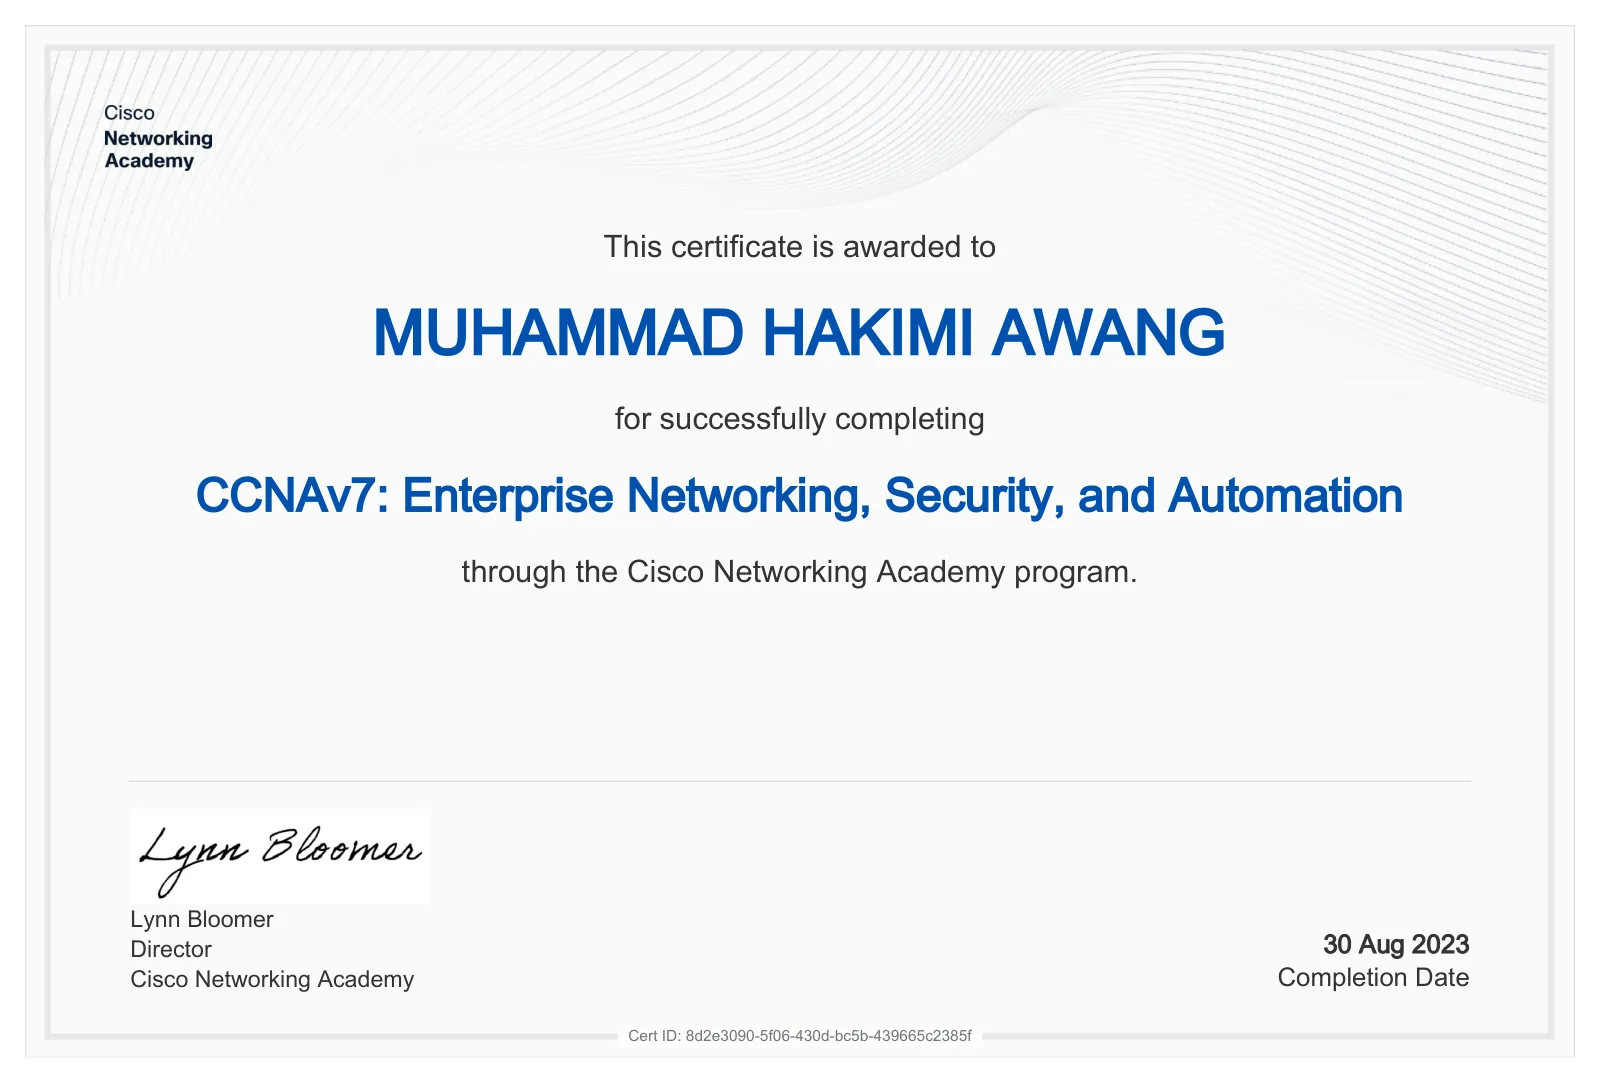 Cisco
Networking
Academy
This certificate is awarded to
MUHAMMAD HAKIMI AWANG
for successfully completing
CCNAv7: Enterprise Networking, Security, and Automation
through the Cisco Networking Academy program.
Lynn Bloomer
Lynn Bloomer
Director
Cisco Networking Academy
30 Aug 2023
Completion Date
Cert ID: 8d2e3090-5f06-430d-bc5b-439665c2385f